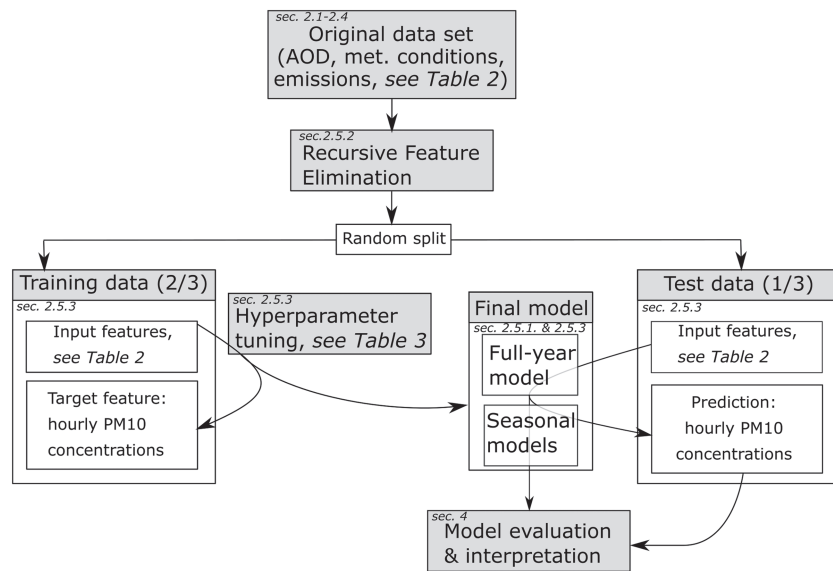 sec. 2.1-2.4
Original data set
(AOD, met. conditions,
emissions, see Table 2)
sec.2.5.2
Recursive Feature
Elimination
Random split
Training data (2/3)
sec. 2.5.3
Input features,
see Table 2
Target feature:
hourly PM10
concentrations
sec. 2.5.3
Hyperparameter
tuning, see Table 3
Final model
sec. 2.5.1. & 2.5.3
Full-year
model
Seasonal
models
Test data (1/3)
sec. 2.5.3
Input features,
see Table 2
Prediction:
hourly PM10
concentrations
sec. 4
Model evaluation
& interpretation